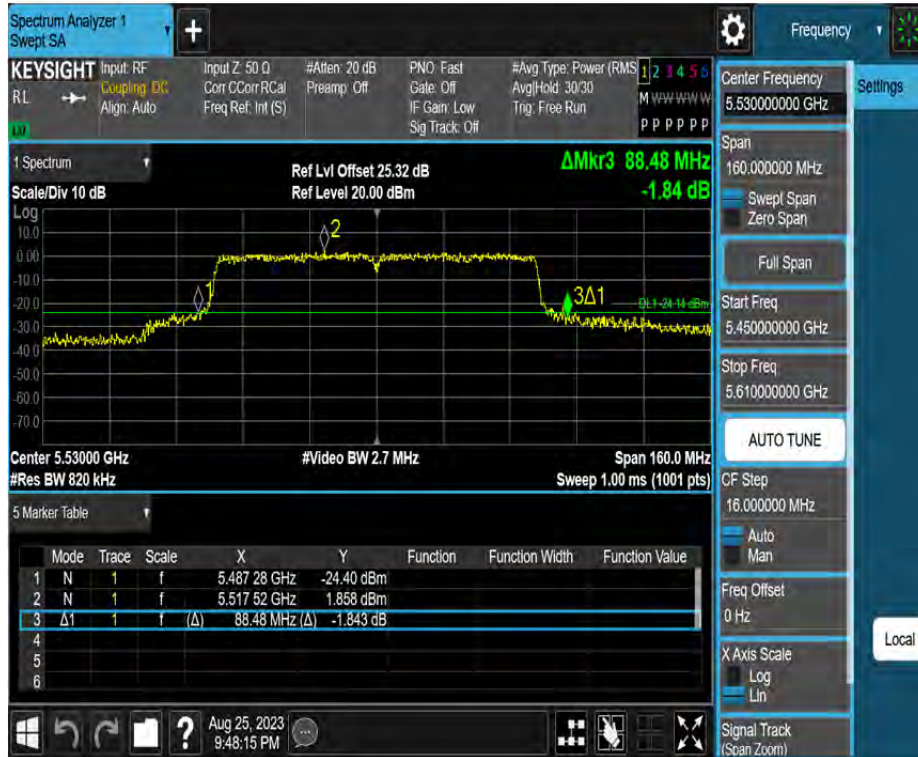 Spectrum Analyzer 1
Swept SA
+
Frequency
KEYSIGHT
RL
Input: RF
Coupling: DC
Align: Auto
Input Z: 50 Ω
Corr CCorr RCal
Freq Ref: Int (S)
#Atten: 20 dB
Preamp: Off
PNO: Fast
Gate: Off
IF Gain: Low
Sig Track: Off
#Avg Type: Power (RMS
Avg|Hold: 30/30
Trig: Free Run
1 2 3 4 5 6
M W W W W W
P P P P P P
1 Spectrum
Scale/Div 10 dB
Ref Lvl Offset 25.32 dB
Ref Level 20.00 dBm
ΔMkr3 88.48 MHz
-1.84 dB
Log
10.0
0.00
-10.0
-20.0
-30.0
-40.0
-50.0
-60.0
-70.0
2
1
3Δ1
DL1 -24.14 dBm
Center 5.53000 GHz
#Res BW 820 kHz
#Video BW 2.7 MHz
Span 160.0 MHz
Sweep 1.00 ms (1001 pts)
5 Marker Table
Mode Trace Scale X Y Function Function Width Function Value
1 N 1 f 5.487 28 GHz -24.40 dBm
2 N 1 f 5.517 52 GHz 1.858 dBm
3 Δ1 1 f (Δ) 88.48 MHz (Δ) -1.843 dB
4
5
6
?
Aug 25, 2023
9:48:15 PM
Center Frequency
5.530000000 GHz
Settings
Span
160.000000 MHz
Swept Span
Zero Span
Full Span
Start Freq
5.450000000 GHz
Stop Freq
5.610000000 GHz
AUTO TUNE
CF Step
16.000000 MHz
Auto
Man
Freq Offset
0 Hz
X Axis Scale
Log
Lin
Signal Track
(Span Zoom)
Local